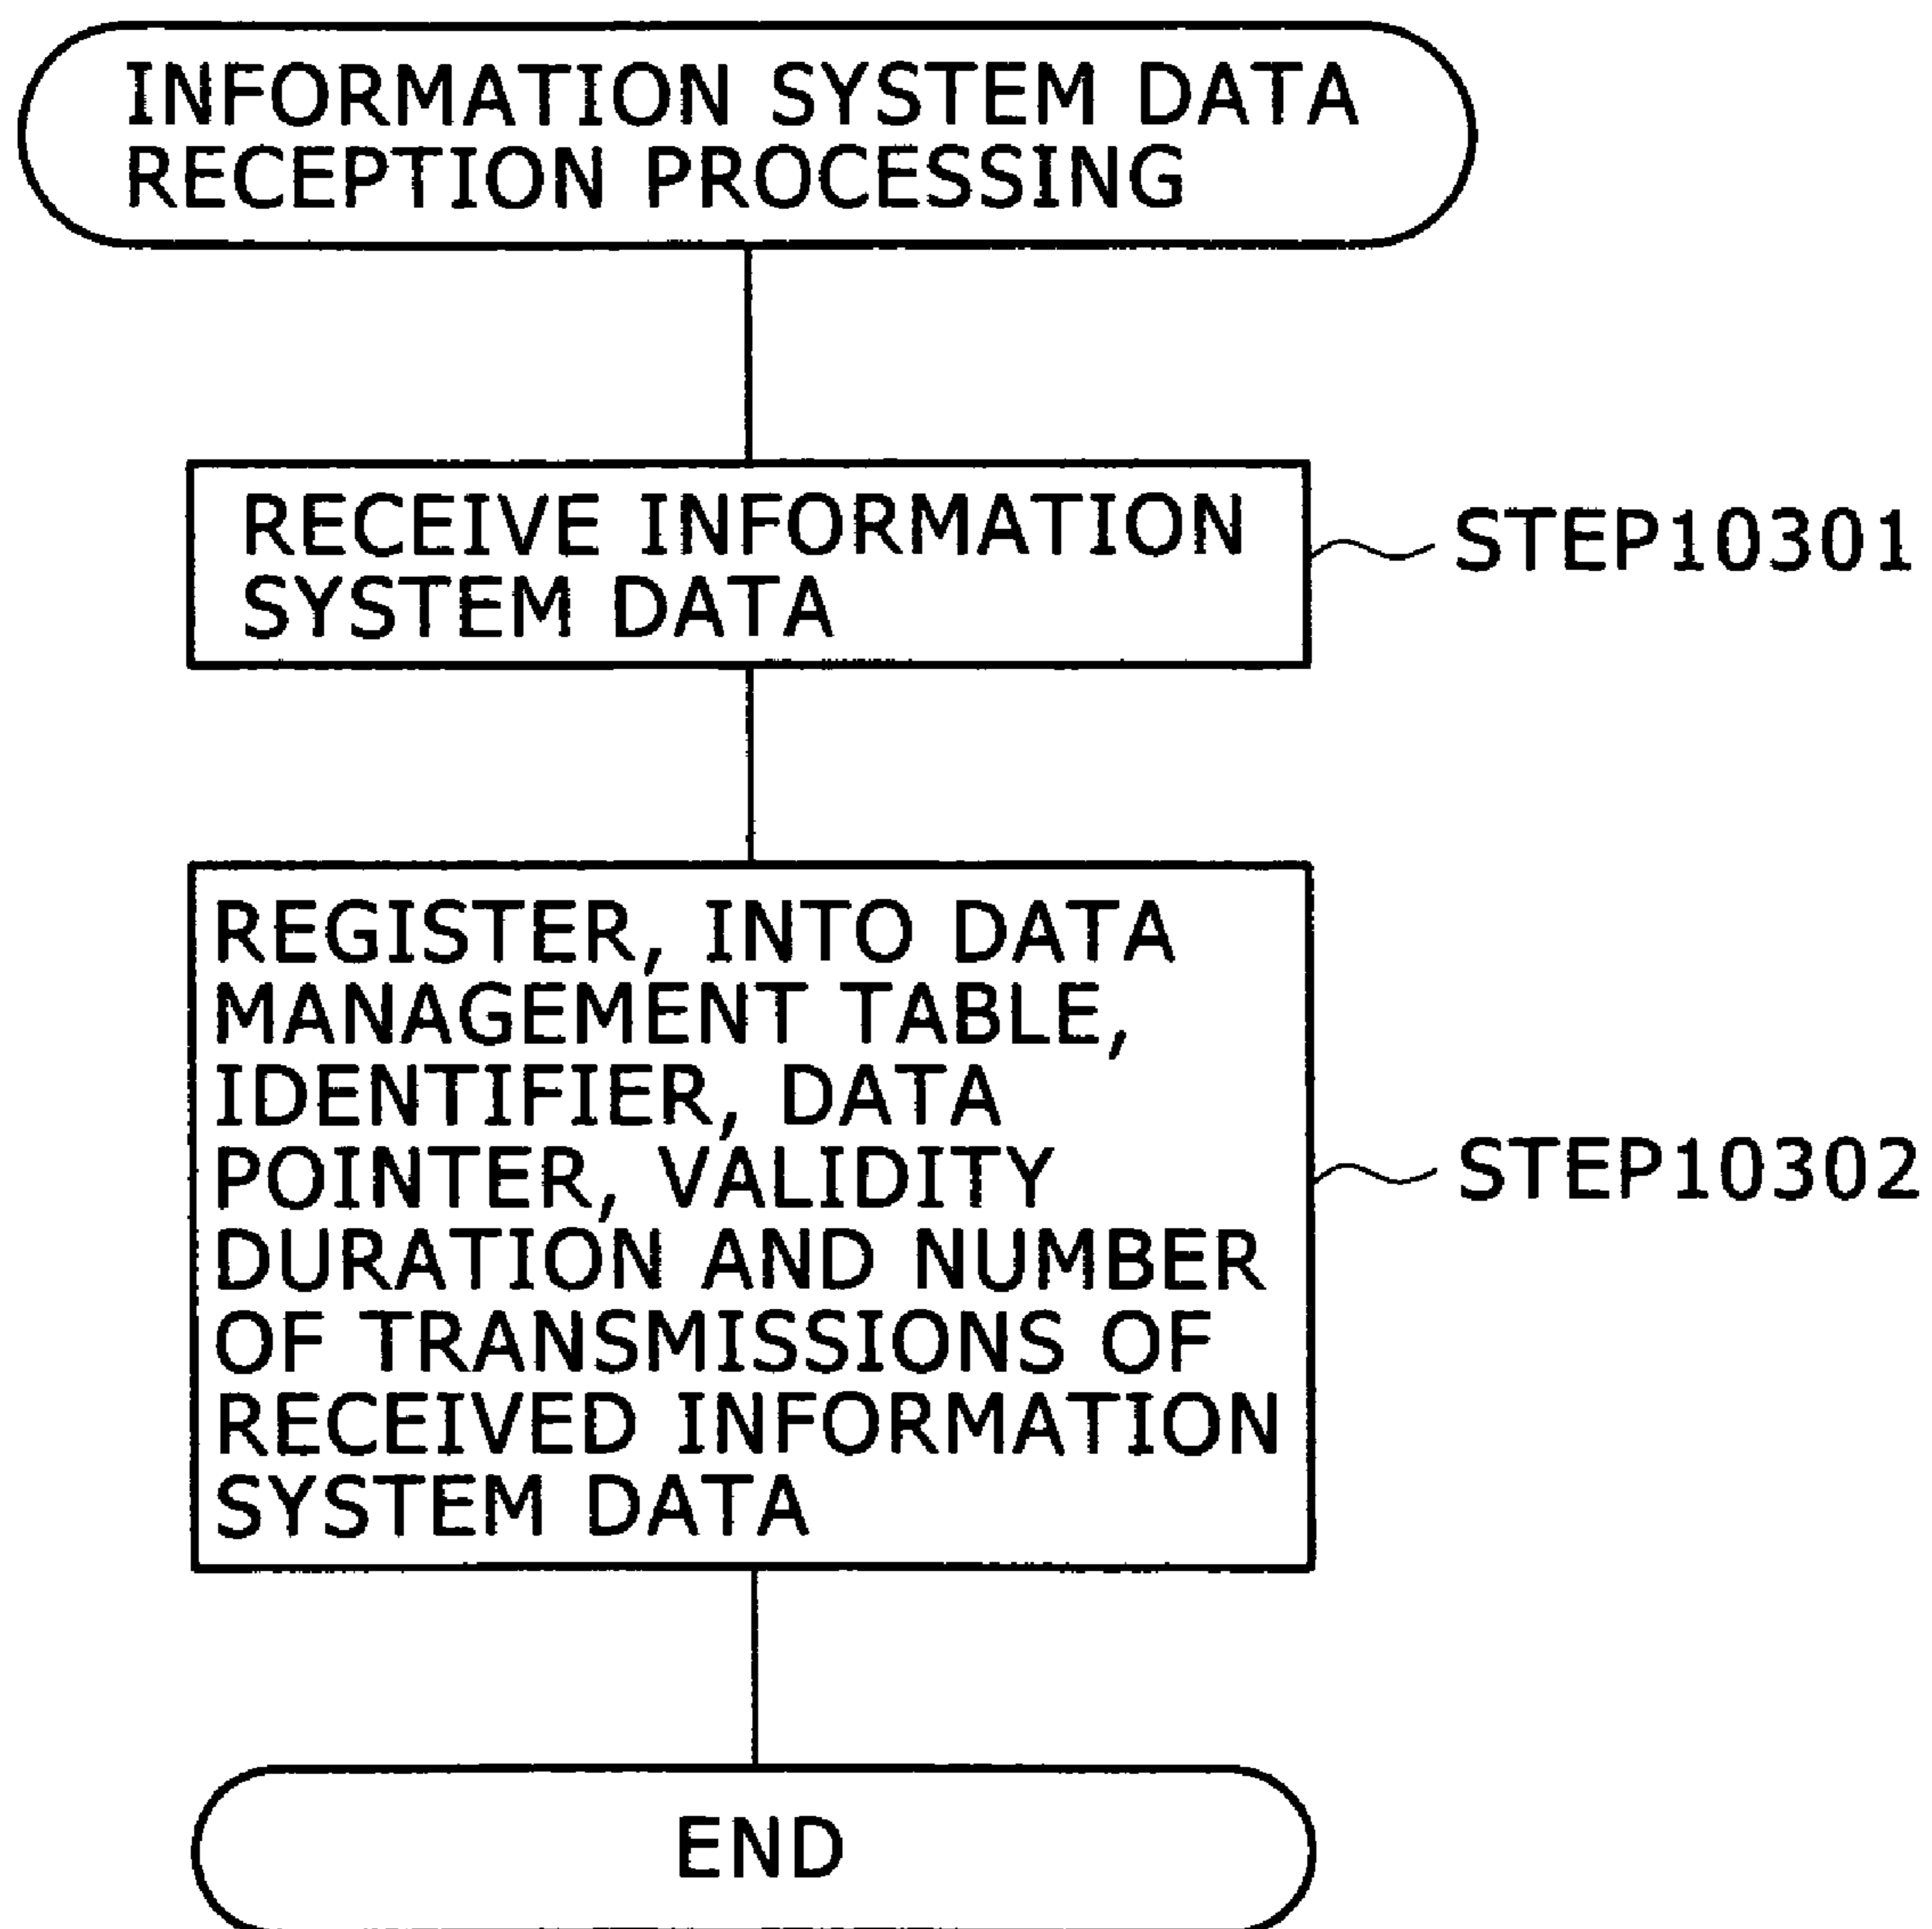 INFORMATION SYSTEM DATA
RECEPTION PROCESSING
RECEIVE INFORMATION
SYSTEM DATA
STEP10301
REGISTER, INTO DATA
MANAGEMENT TABLE,
IDENTIFIER, DATA
POINTER, VALIDITY
DURATION AND NUMBER
OF TRANSMISSIONS OF
RECEIVED INFORMATION
SYSTEM DATA
STEP10302
END